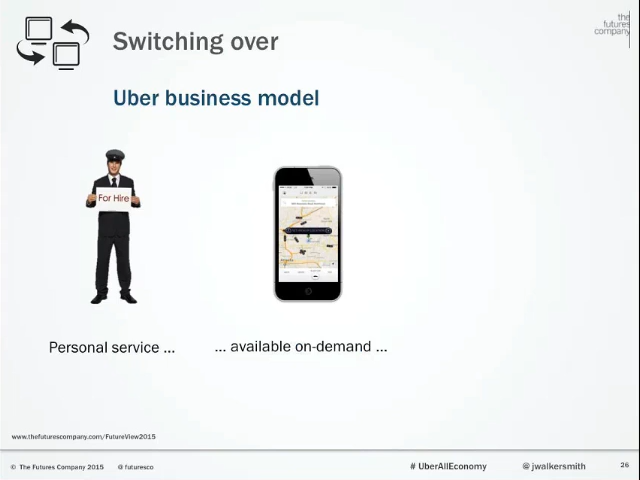 Switching over
the
futures
company
Uber business model
For Hire
Personal service ...
... available on-demand ...
www.thefuturescompany.com/FutureView2015
© The Futures Company 2015 @ futuresco # UberAllEconomy @ jwalkersmith 26